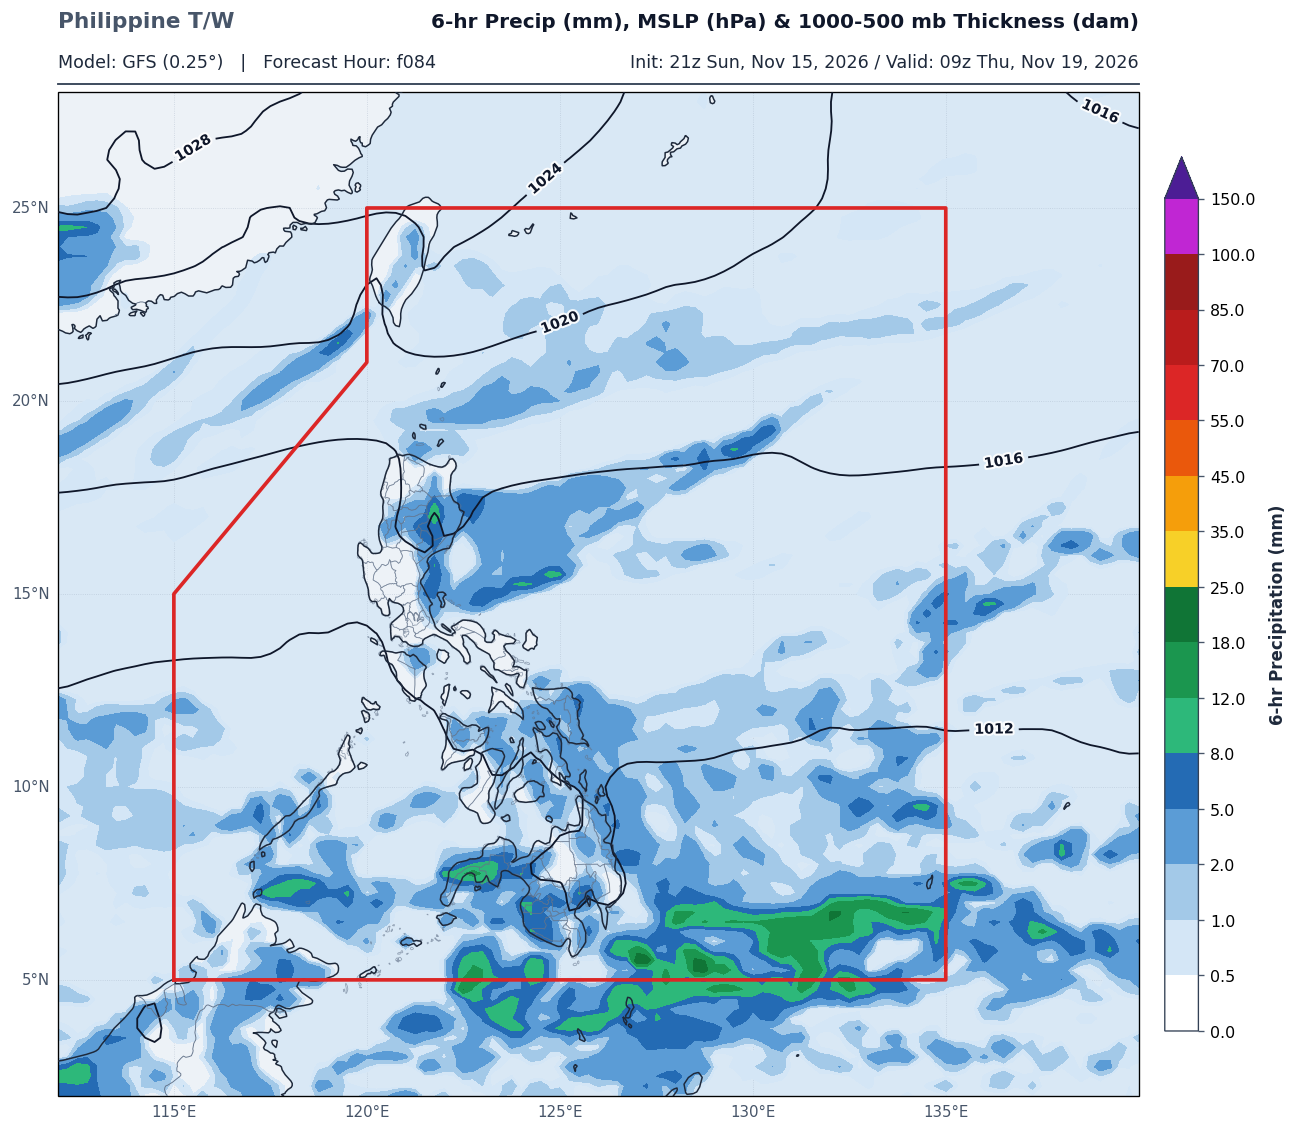 Philippine T/W
6-hr Precip (mm), MSLP (hPa) & 1000-500 mb Thickness (dam)
Model: GFS (0.25°) | Forecast Hour: f084
Init: 21z Sun, Nov 15, 2026 / Valid: 09z Thu, Nov 19, 2026
1028
1024
1016
1020
1016
1012
25°N
20°N
15°N
10°N
5°N
115°E
120°E
125°E
130°E
135°E
150.0
100.0
85.0
70.0
55.0
45.0
35.0
25.0
18.0
12.0
8.0
5.0
2.0
1.0
0.5
0.0
6-hr Precipitation (mm)